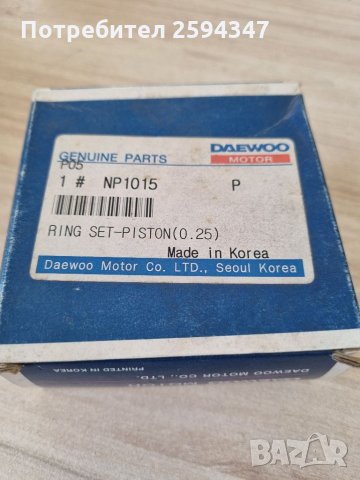 Потребител 2594347
GENUINE PARTS
DAEWOO
MOTOR
P05
1 # NP1015 P
RING SET-PISTON(0.25)
Made in Korea
Daewoo Motor Co. LTD., Seoul Korea
DAEWOO MOTOR CO., LTD.
PRINTED IN KOREA
BAZAR